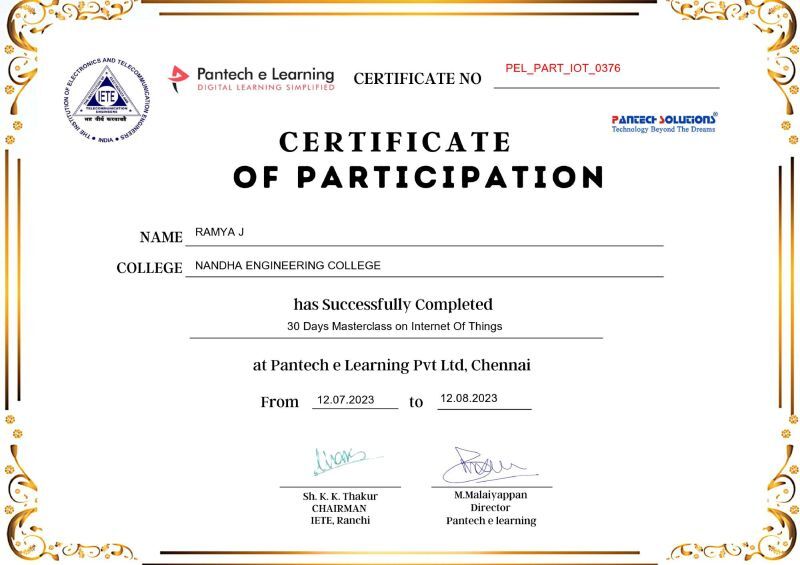 THE INSTITUTION OF ELECTRONICS AND TELECOMMUNICATION ENGINEERS
INDIA
IETE
TELECOMMUNICATION
ENGINEERS
Pantech e Learning
DIGITAL LEARNING SIMPLIFIED
CERTIFICATE NO PEL_PART_IOT_0376
PANTECH SOLUTIONS®
Technology Beyond The Dreams
CERTIFICATE
OF PARTICIPATION
NAME RAMYA J
COLLEGE NANDHA ENGINEERING COLLEGE
has Successfully Completed
30 Days Masterclass on Internet Of Things
at Pantech e Learning Pvt Ltd, Chennai
From 12.07.2023 to 12.08.2023
Sh. K. K. Thakur
CHAIRMAN
IETE, Ranchi
M.Malaiyappan
Director
Pantech e learning